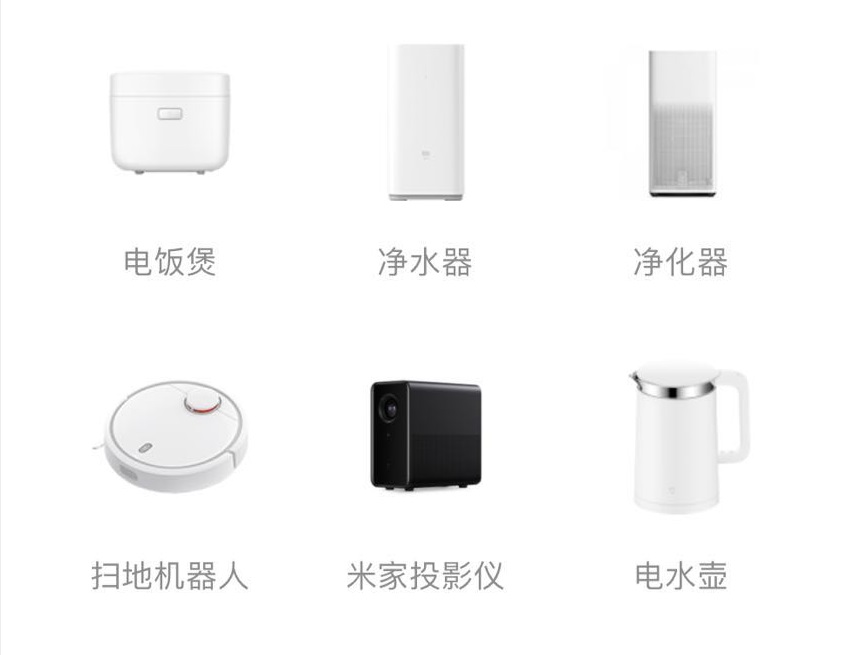 电饭煲
净水器
净化器
扫地机器人
米家投影仪
电水壶